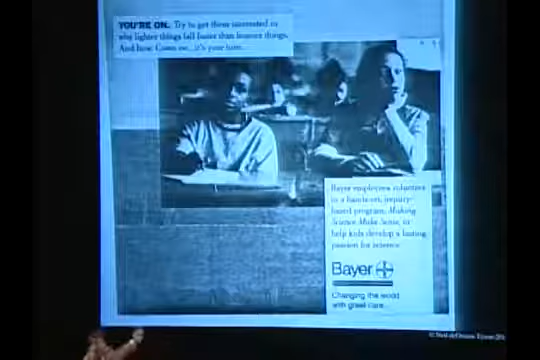 YOU'RE ON. Try to get them interested in
why lighter things fall faster than heavier things.
And how. Come on...it's your turn.
Bayer employees volunteer
in a hands-on, inquiry-
based program, Making
Science Make Sense, to
help kids develop a lasting
passion for science.
Bayer
Changing the world
with great care.